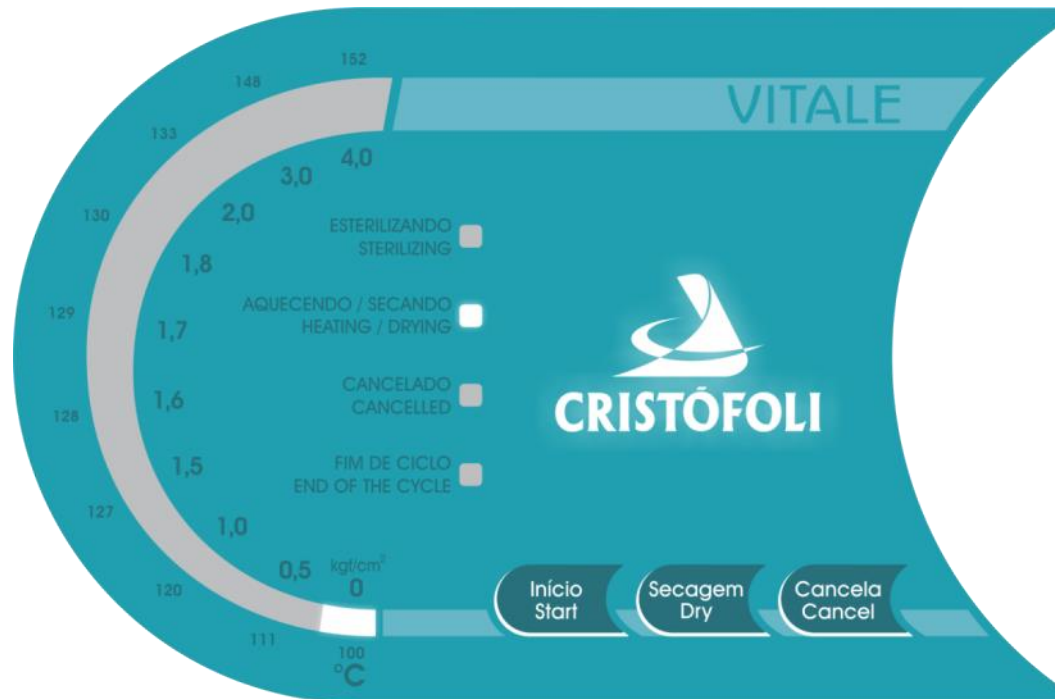 152
148
133
130
129
128
127
120
111
100
°C
VITALE
4,0
3,0
2,0
1,8
1,7
1,6
1,5
1,0
0,5
kgf/cm²
0
ESTERILIZANDO
STERILIZING
AQUECENDO / SECANDO
HEATING / DRYING
CANCELADO
CANCELLED
FIM DE CICLO
END OF THE CYCLE
CRISTÓFOLI
Início
Start
Secagem
Dry
Cancela
Cancel